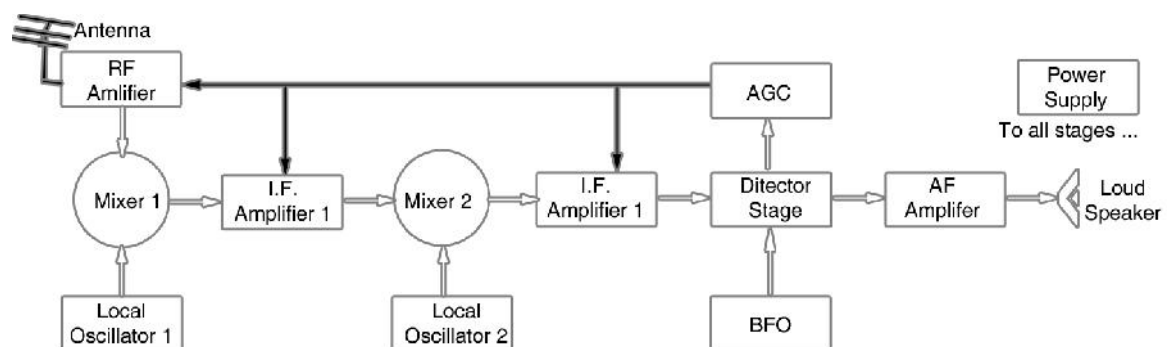 Antenna
RF
Amlifier
AGC
Power
Supply
To all stages ...
Mixer 1
I.F.
Amplifier 1
Mixer 2
I.F.
Amplifier 1
Ditector
Stage
AF
Amplifer
Loud
Speaker
Local
Oscillator 1
Local
Oscillator 2
BFO